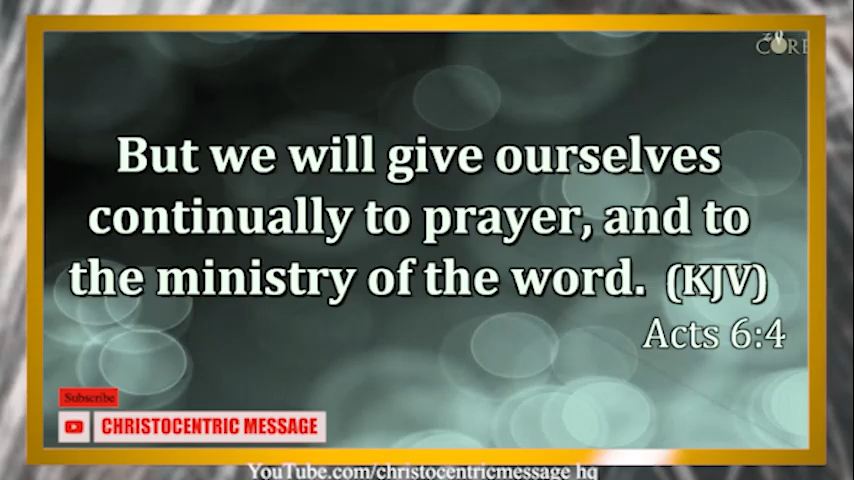 CORE
But we will give ourselves
continually to prayer, and to
the ministry of the word. (KJV)
Acts 6:4
Subscribe
CHRISTOCENTRIC MESSAGE
YouTube.com/christocentricmessage hq